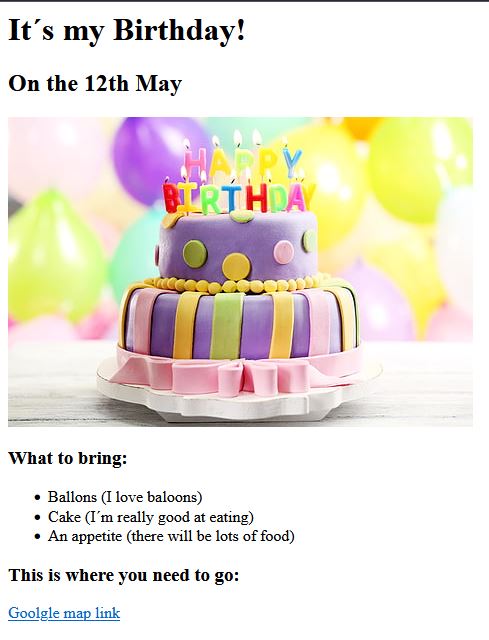 It´s my Birthday!
On the 12th May
HAPPY
BIRTHDAY
What to bring:
Ballons (I love baloons)
Cake (I´m really good at eating)
An appetite (there will be lots of food)
This is where you need to go:
Goolgle map link